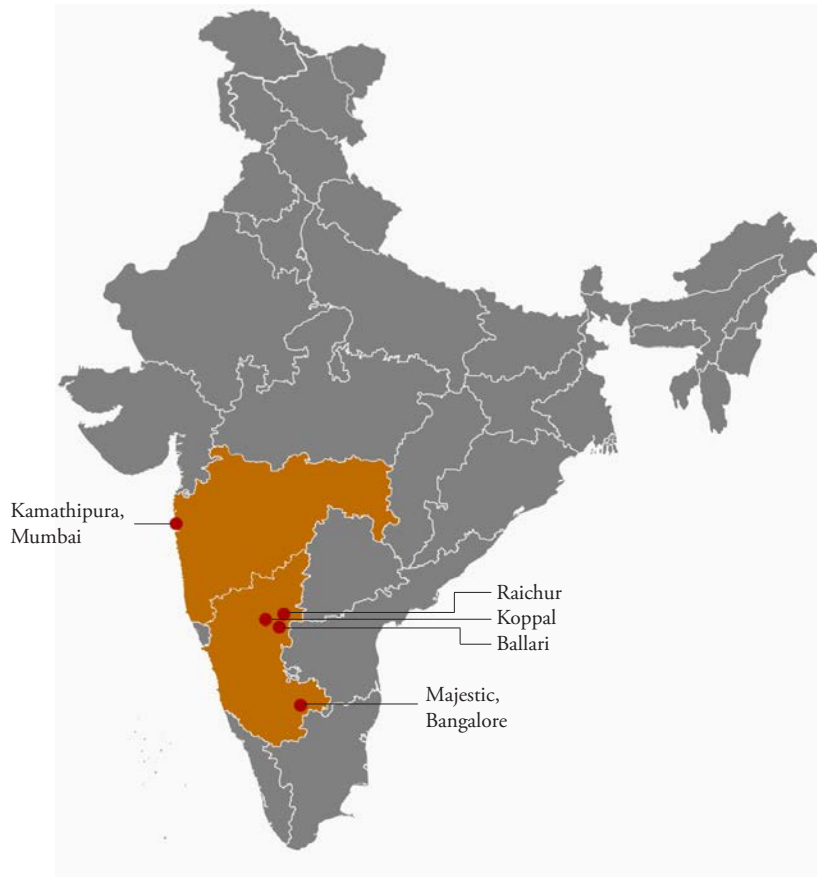 Kamathipura,
Mumbai
Raichur
Koppal
Ballari
Majestic,
Bangalore